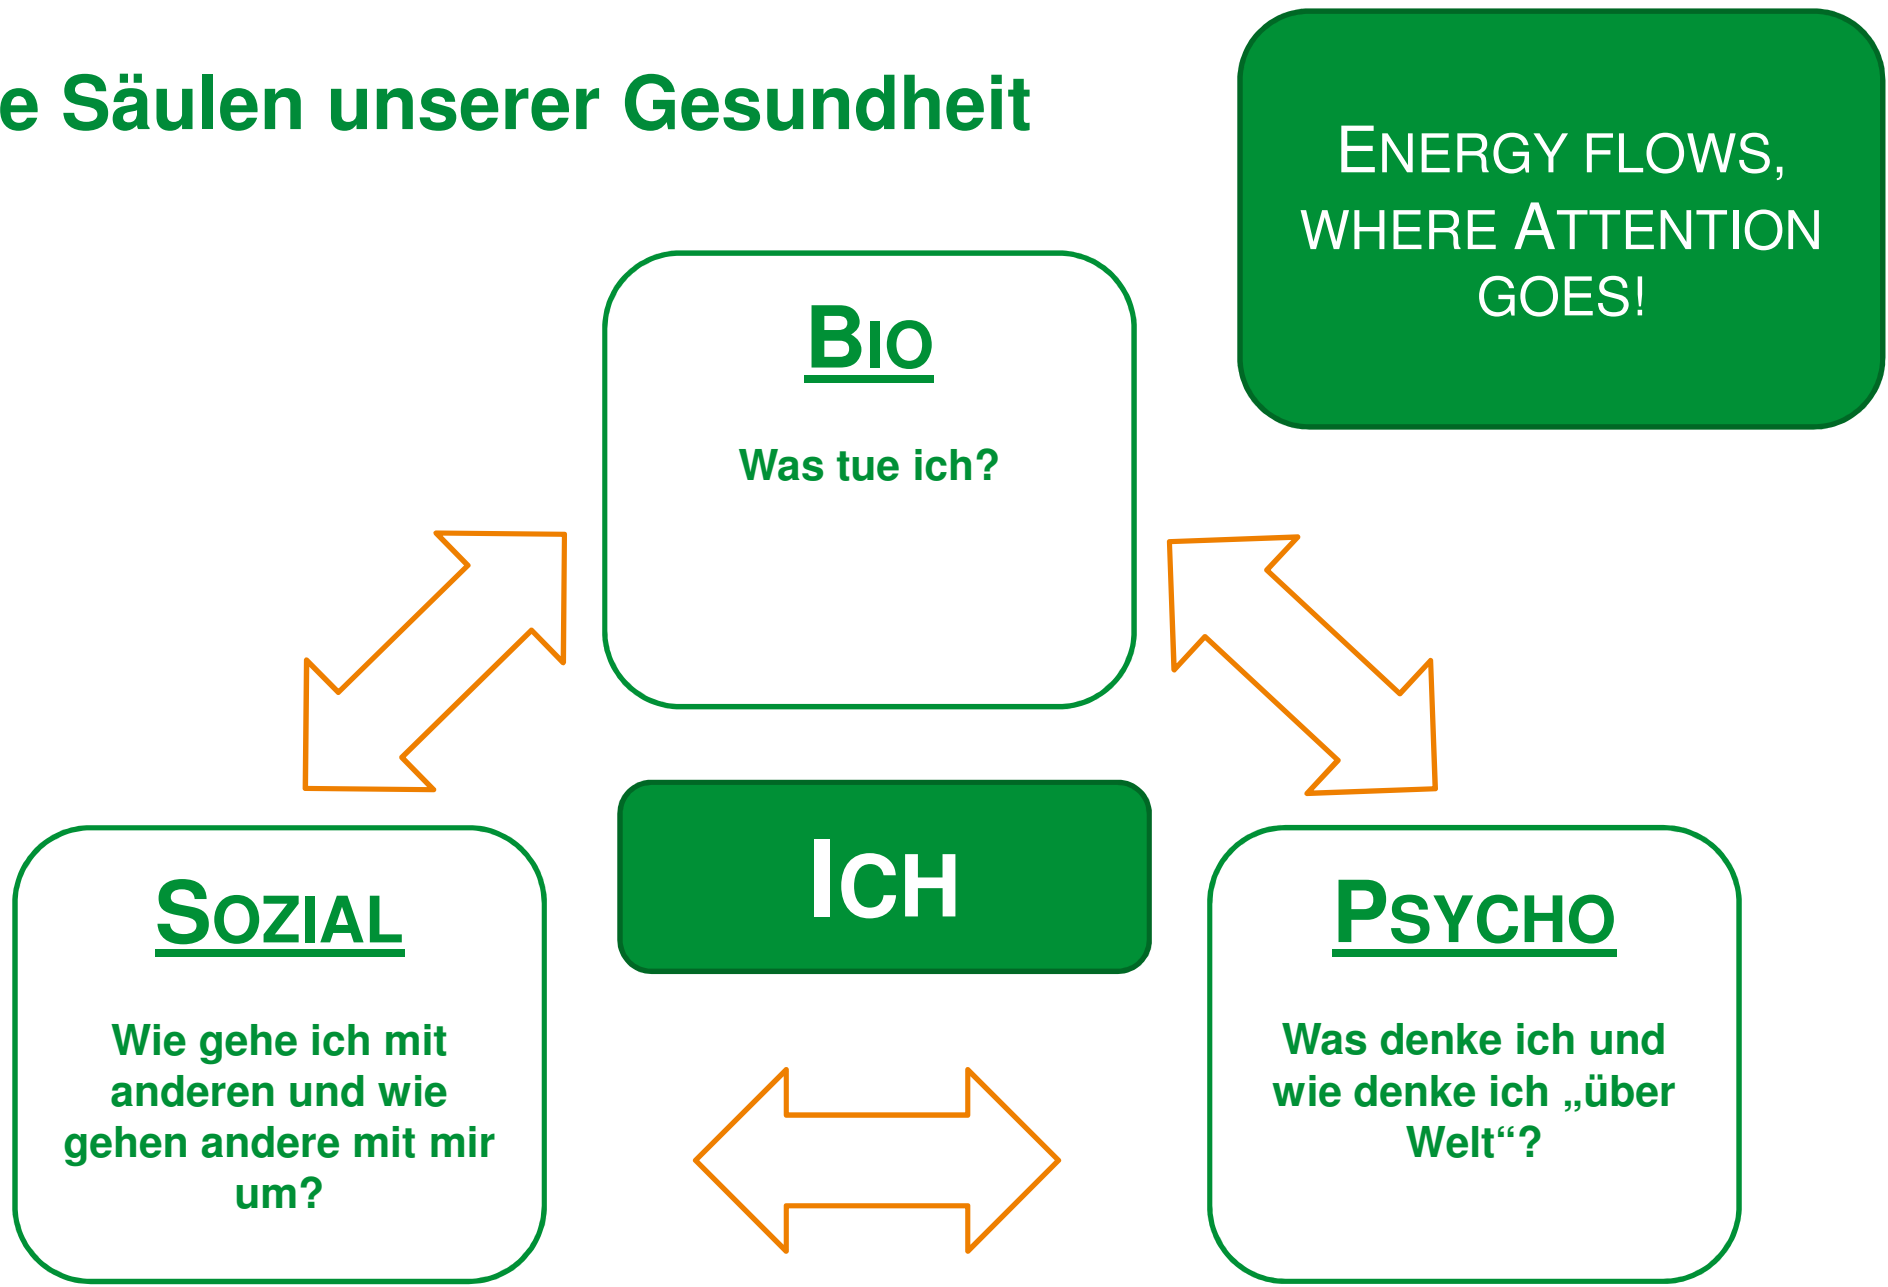 e Säulen unserer Gesundheit
ENERGY FLOWS,
WHERE ATTENTION
GOES!
BIO
Was tue ich?
ICH
SOZIAL
Wie gehe ich mit
anderen und wie
gehen andere mit mir
um?
PSYCHO
Was denke ich und
wie denke ich „über
Welt“?